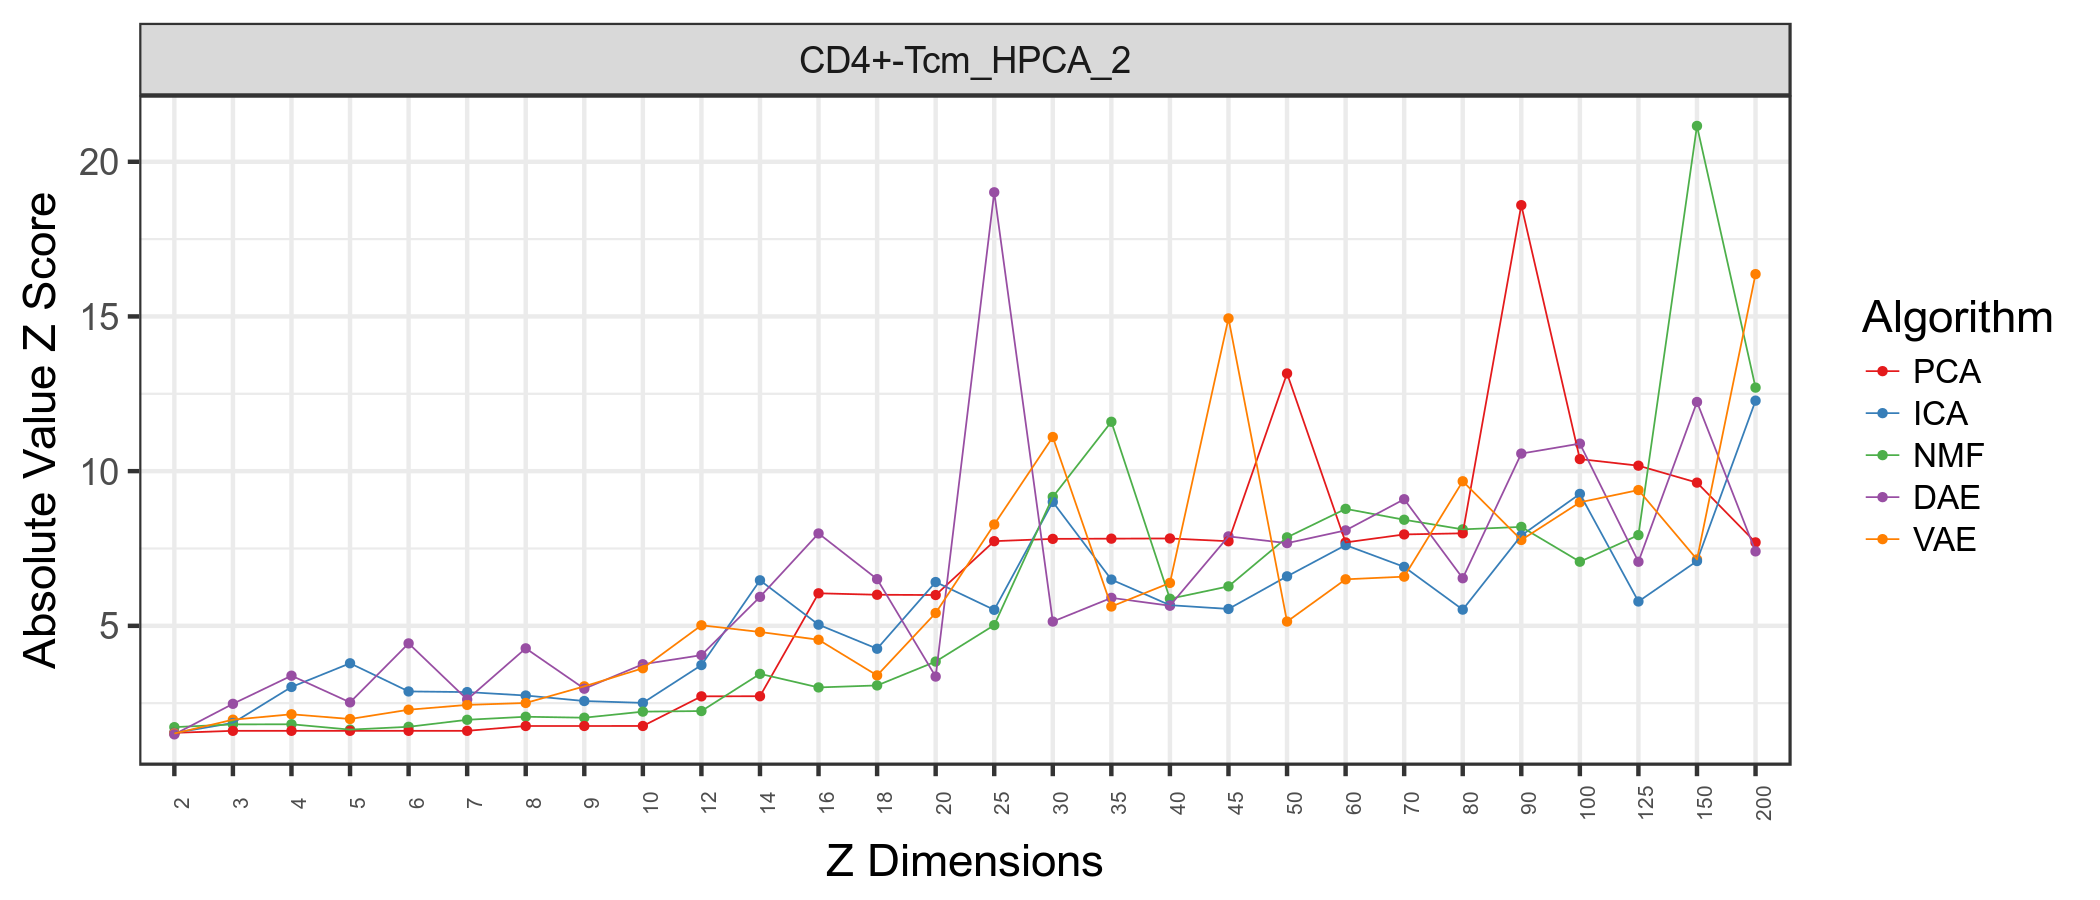 CD4+-Tcm_HPCA_2
Absolute Value Z Score
20
15
10
5
2 3 4 5 6 7 8 9 10 12 14 16 18 20 25 30 35 40 45 50 60 70 80 90 100 125 150 200
Z Dimensions
Algorithm
PCA
ICA
NMF
DAE
VAE